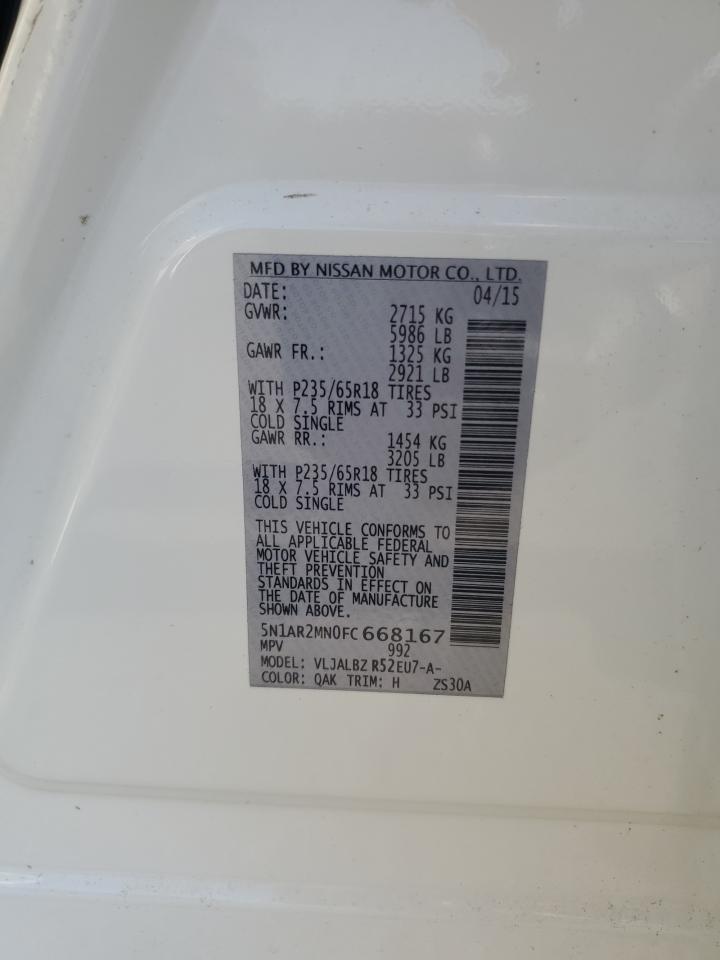 MFD BY NISSAN MOTOR CO., LTD.
DATE: 04/15
GVWR: 2715 KG
5986 LB
GAWR FR.: 1325 KG
2921 LB
WITH P235/65R18 TIRES
18 X 7.5 RIMS AT 33 PSI
COLD SINGLE
GAWR RR.: 1454 KG
3205 LB
WITH P235/65R18 TIRES
18 X 7.5 RIMS AT 33 PSI
COLD SINGLE
THIS VEHICLE CONFORMS TO
ALL APPLICABLE FEDERAL
MOTOR VEHICLE SAFETY AND
THEFT PREVENTION
STANDARDS IN EFFECT ON
THE DATE OF MANUFACTURE
SHOWN ABOVE.
5N1AR2MN0FC668167
MPV 992
MODEL: VLJALBZ R52EU7-A-
COLOR: QAK TRIM: H ZS30A